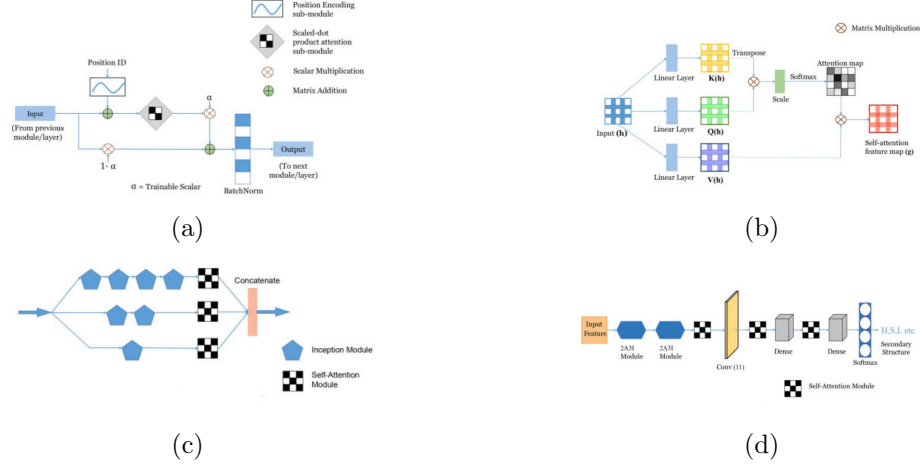 Position Encoding
sub-module
Scaled-dot
product attention
sub-module
Scalar Multiplication
Matrix Addition
Position ID
α
Input
(From previous
module/layer)
1- α
Output
(To next
module/layer)
α = Trainable Scalar
BatchNorm
(a)
Matrix Multiplication
Transpose
Linear Layer
K(h)
Softmax
Attention map
Scale
Input (h)
Linear Layer
Q(h)
Self-attention
feature map (g)
Linear Layer
V(h)
(b)
Concatenate
Inception Module
Self-Attention
Module
(c)
Input
Feature
2A3I
Module
2A3I
Module
Conv (11)
Dense
Dense
H,S,L etc.
Secondary
Structure
Softmax
Self-Attention Module
(d)